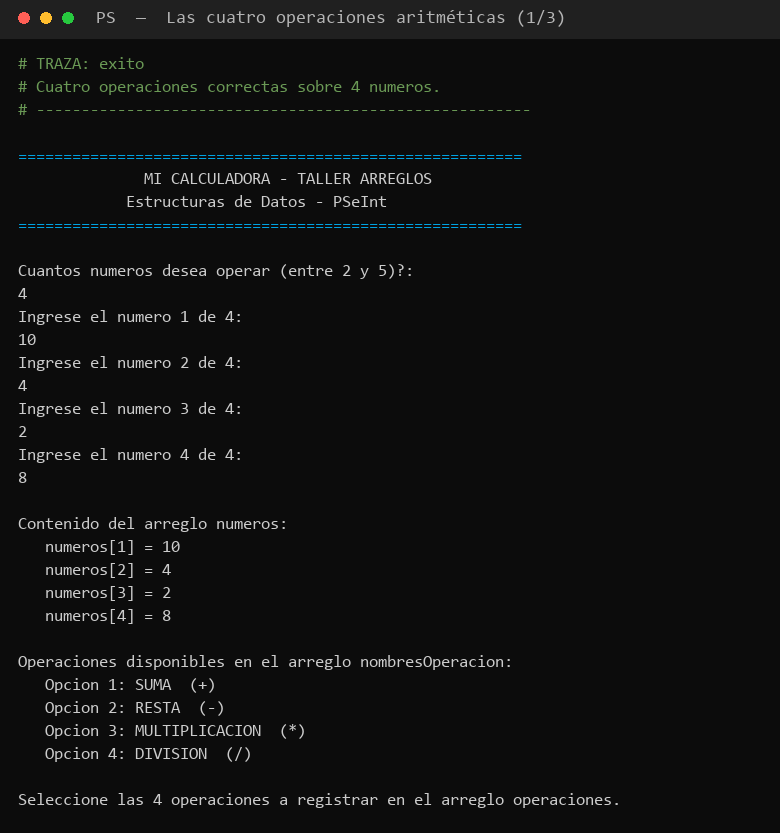 PS — Las cuatro operaciones aritméticas (1/3)
# TRAZA: exito
# Cuatro operaciones correctas sobre 4 numeros.
# -------------------------------------------------------
========================================================
MI CALCULADORA - TALLER ARREGLOS
Estructuras de Datos - PSeInt
========================================================
Cuantos numeros desea operar (entre 2 y 5)?:
4
Ingrese el numero 1 de 4:
10
Ingrese el numero 2 de 4:
4
Ingrese el numero 3 de 4:
2
Ingrese el numero 4 de 4:
8
Contenido del arreglo numeros:
numeros[1] = 10
numeros[2] = 4
numeros[3] = 2
numeros[4] = 8
Operaciones disponibles en el arreglo nombresOperacion:
Opcion 1: SUMA  (+)
Opcion 2: RESTA  (-)
Opcion 3: MULTIPLICACION  (*)
Opcion 4: DIVISION  (/)
Seleccione las 4 operaciones a registrar en el arreglo operaciones.